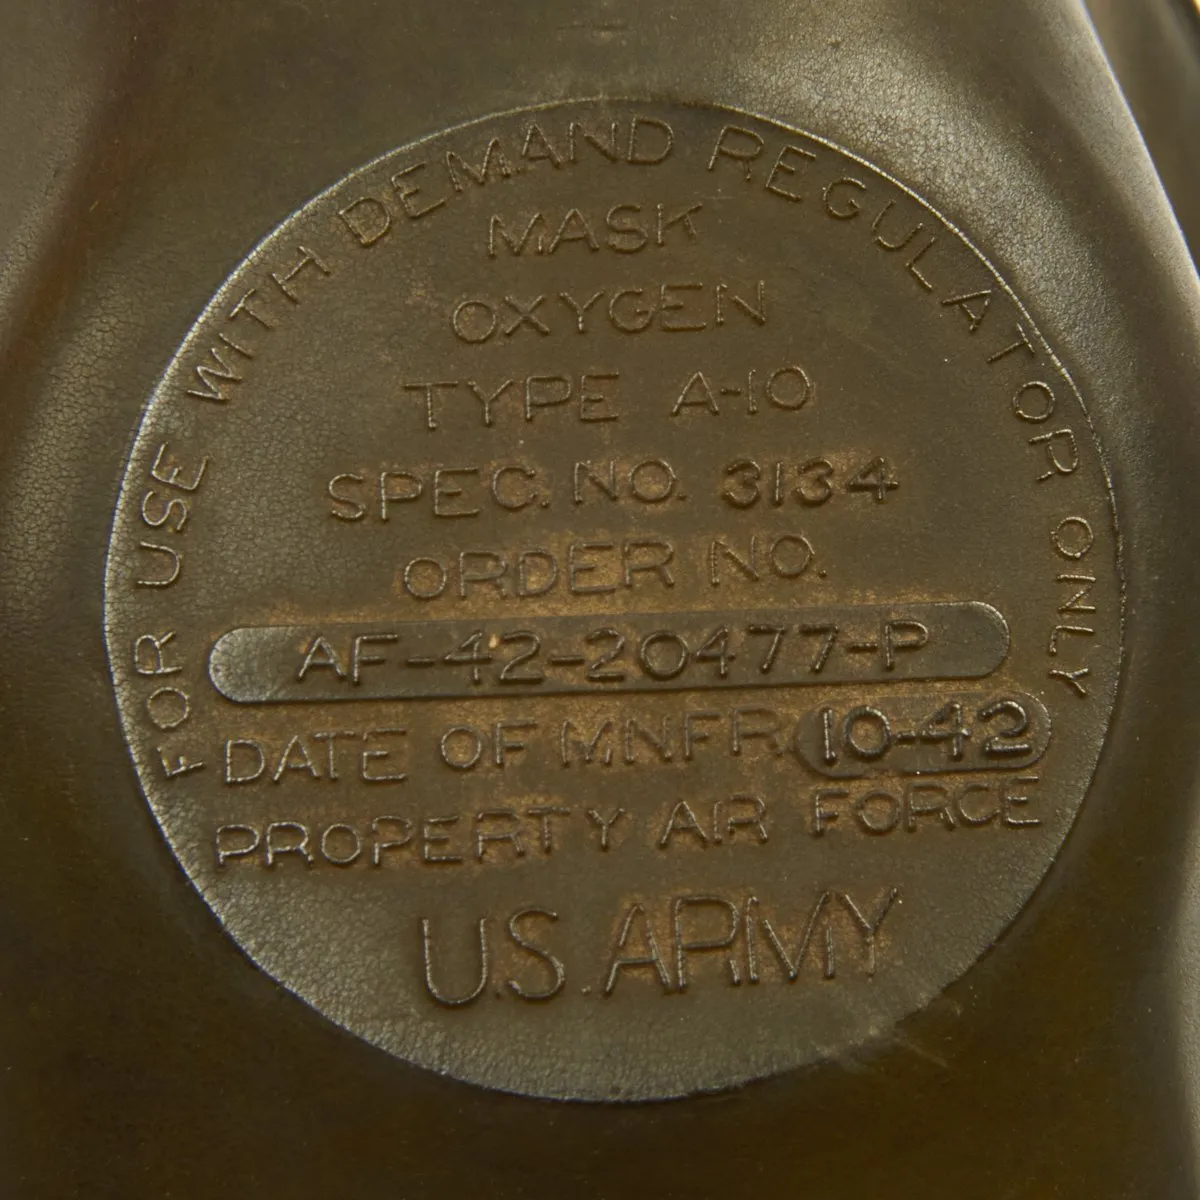 FOR USE WITH DEMAND REGULATOR ONLY
MASK
OXYGEN
TYPE A-10
SPEC. NO. 3134
ORDER NO.
AF-42-20477-P
DATE OF MNFR. 10-42
PROPERTY AIR FORCE
U.S. ARMY